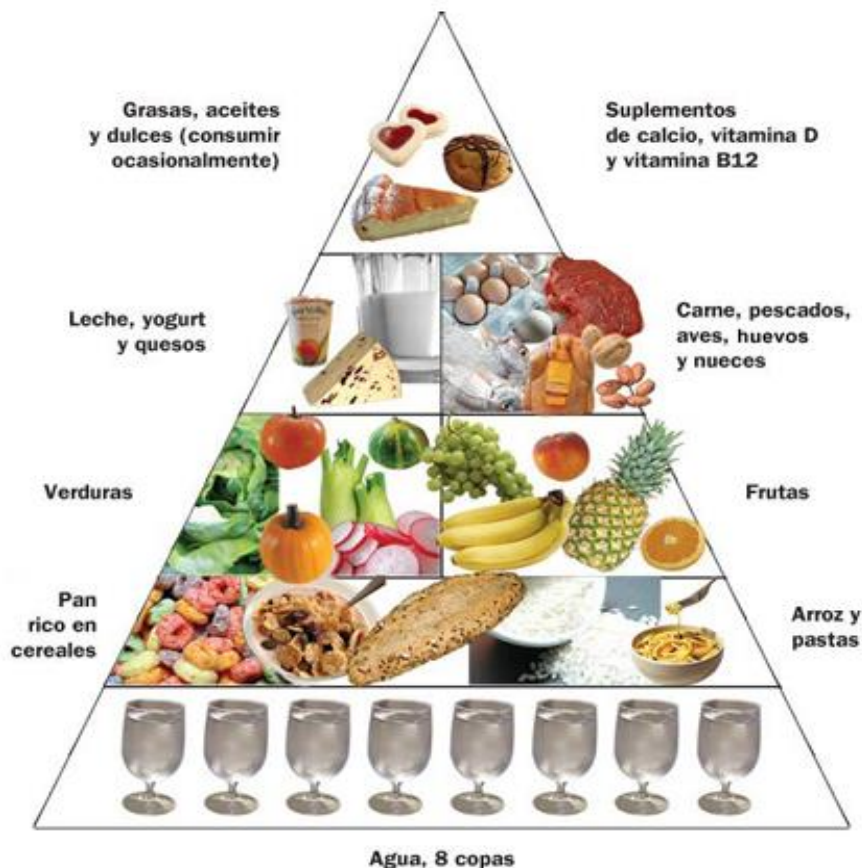 Grasas, aceites
y dulces (consumir
ocasionalmente)
Suplementos
de calcio, vitamina D
y vitamina B12
Leche, yogurt
y quesos
Carne, pescados,
aves, huevos
y nueces
Verduras
Frutas
Pan
rico en
cereales
Arroz y
pastas
Agua, 8 copas